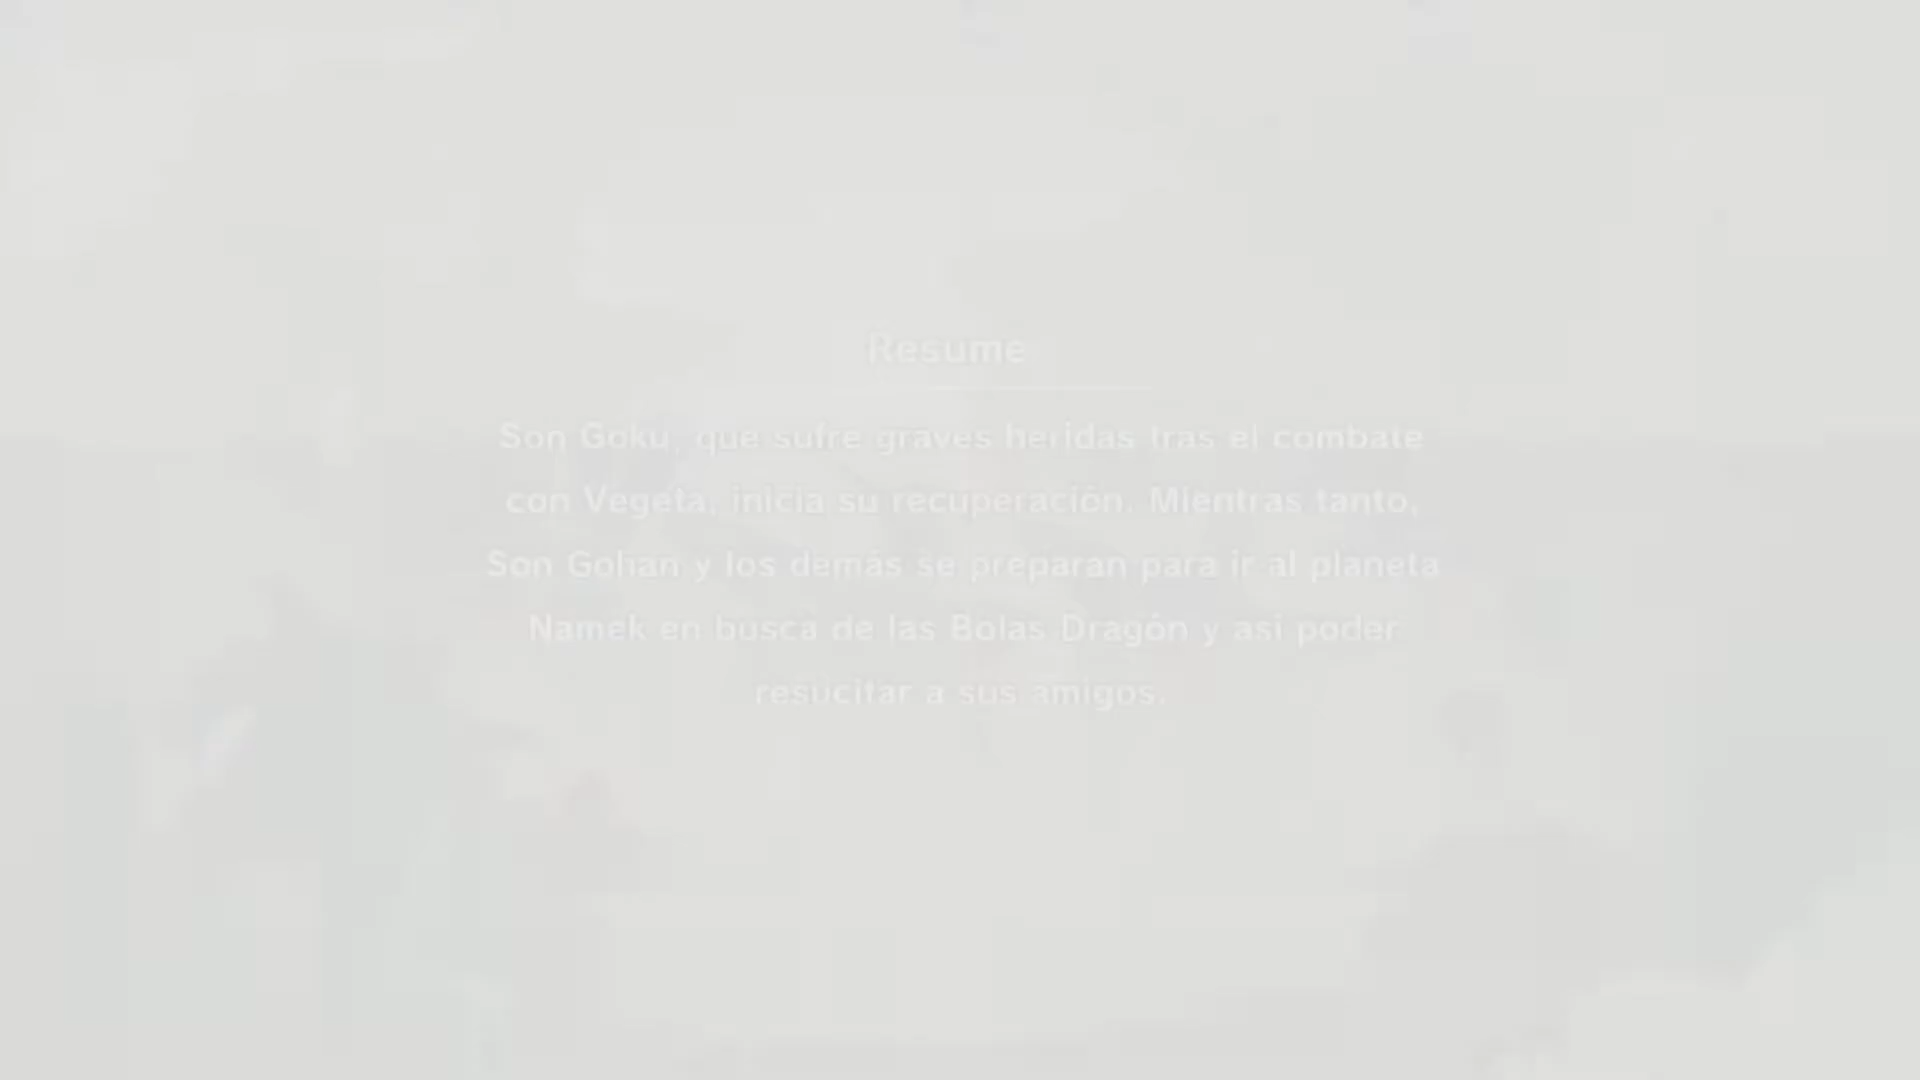 Resume
Son Goku, que sufre graves heridas tras el combate
con Vegeta, inicia su recuperación. Mientras tanto,
Son Gohan y los demás se preparan para ir al planeta
Namek en busca de las Bolas Dragón y así poder
resucitar a sus amigos.